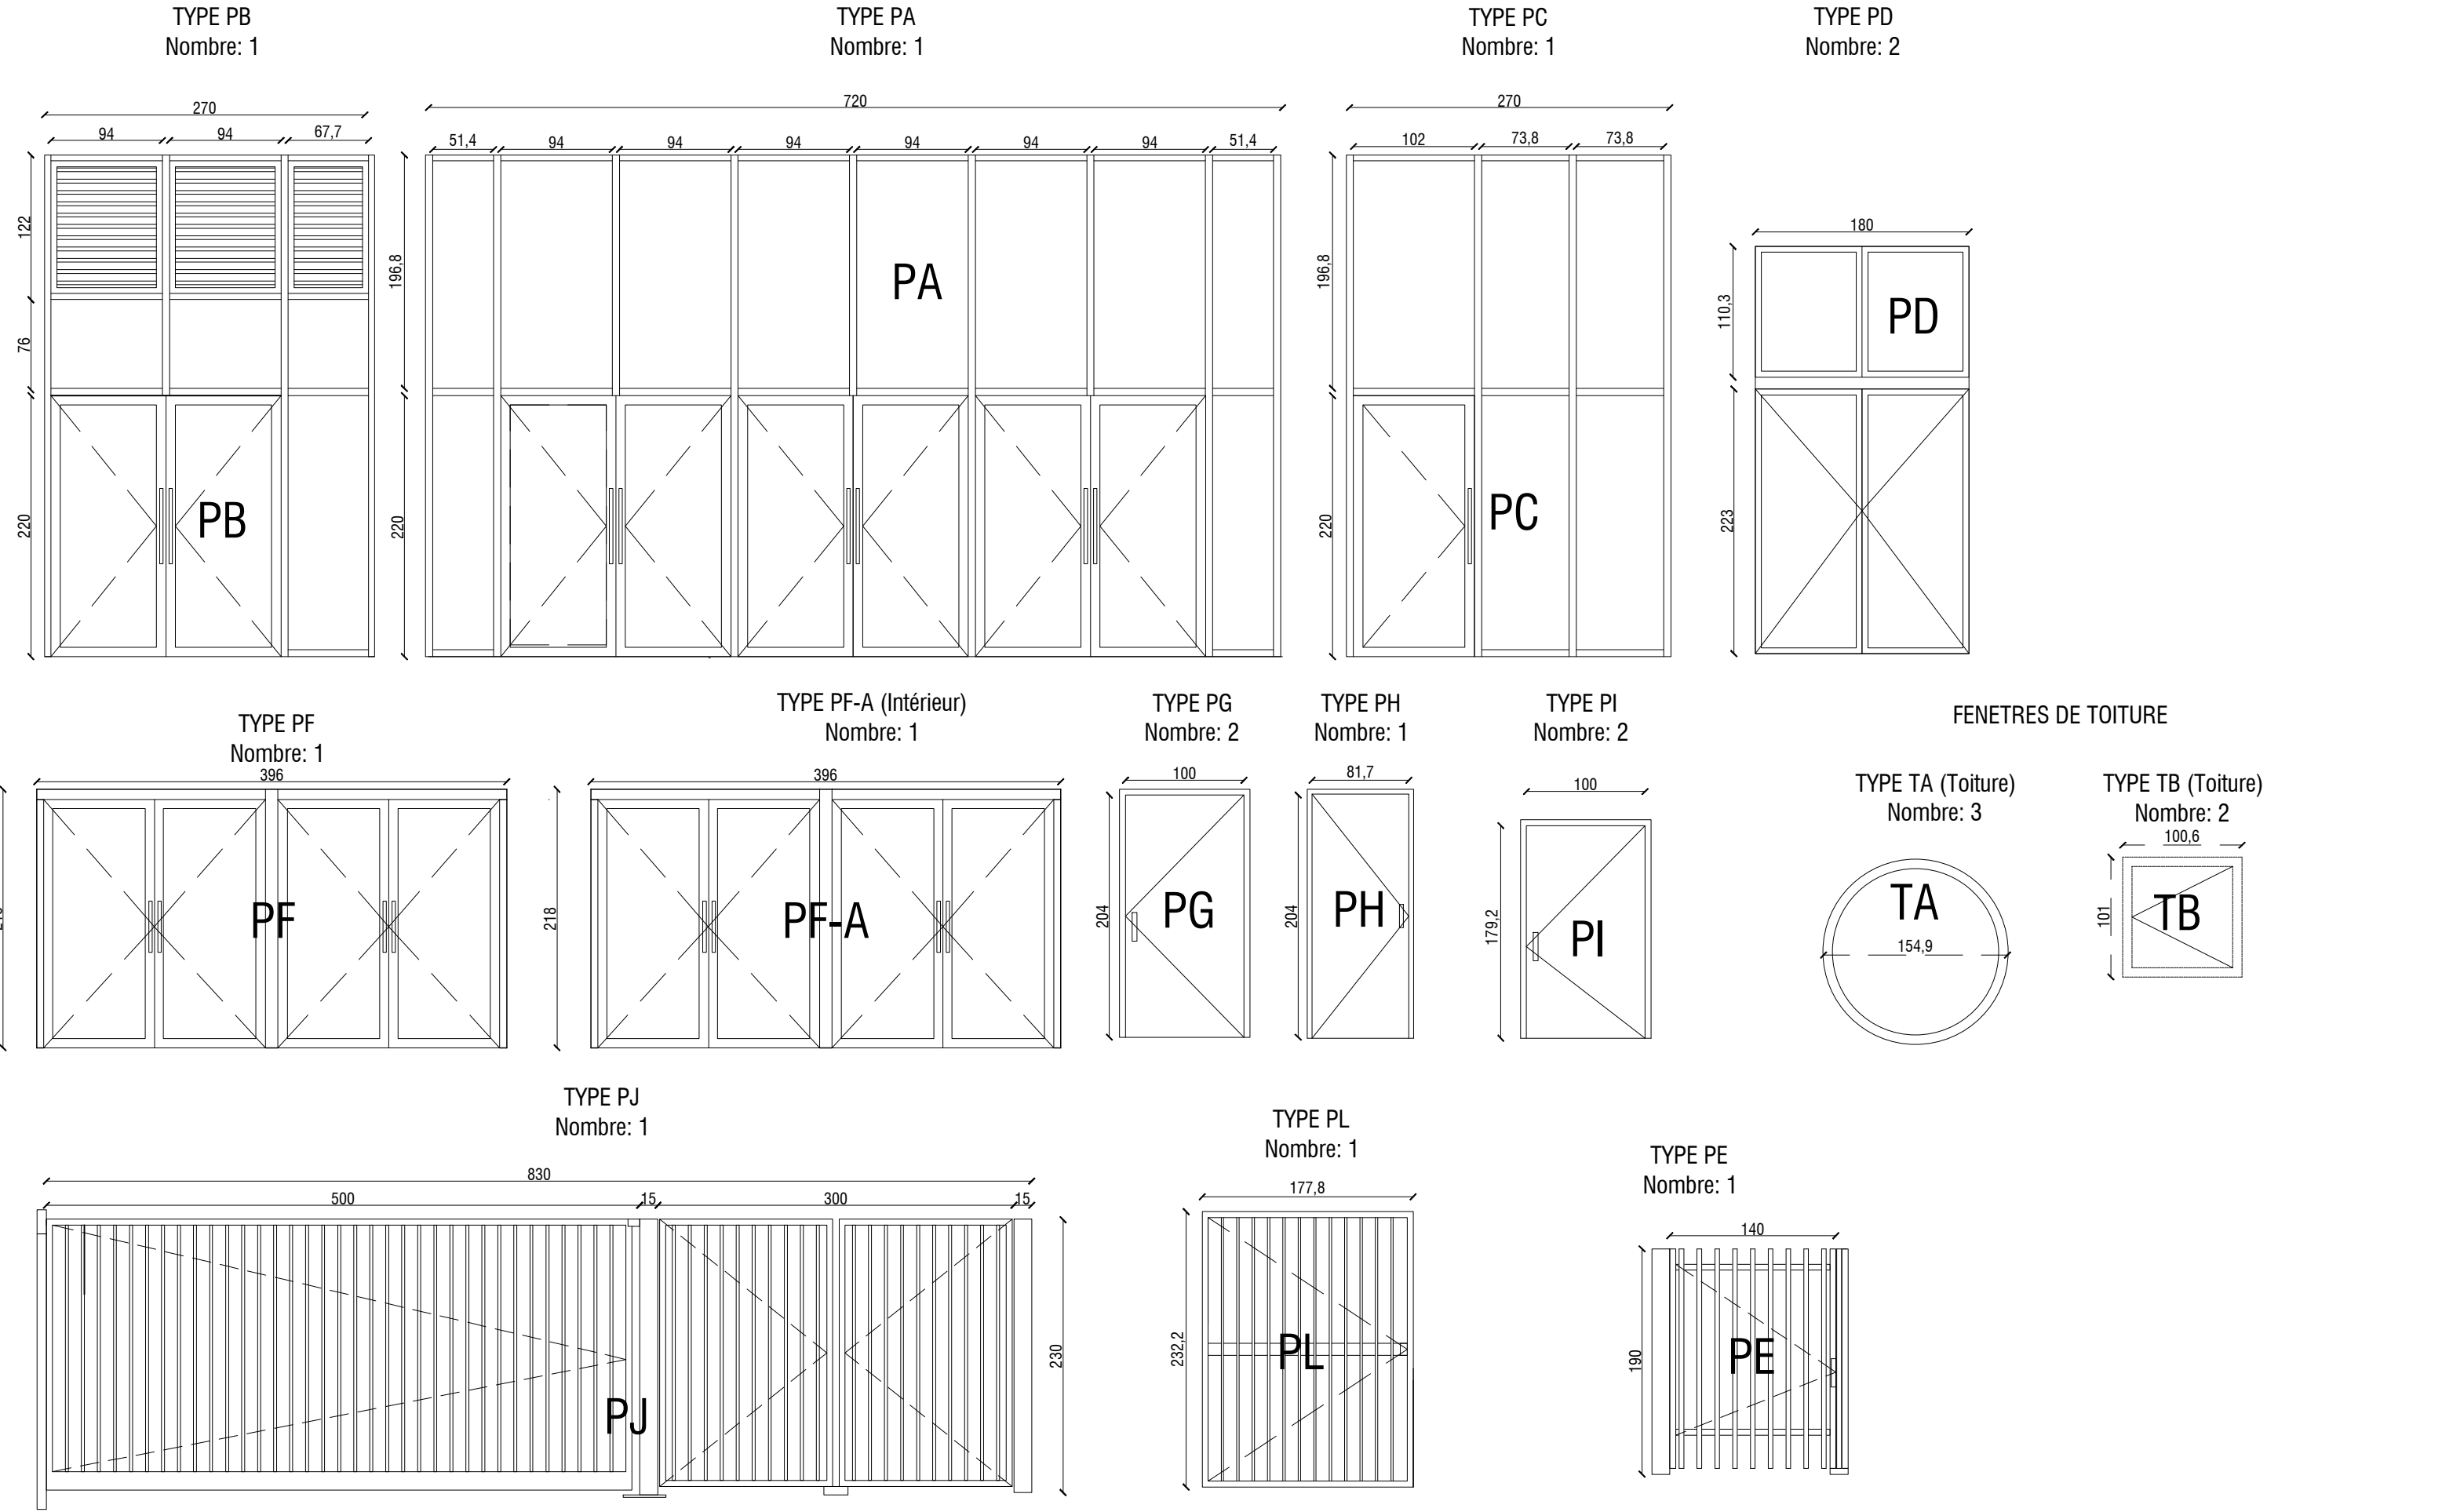 TYPE PB
Nombre: 1
TYPE PA
Nombre: 1
TYPE PC
Nombre: 1
TYPE PD
Nombre: 2
270
94
94
67,7
122
76
220
PB
720
51,4
94
94
94
94
94
94
51,4
196,8
220
PA
270
102
73,8
73,8
196,8
220
PC
180
110,3
223
PD
TYPE PF
Nombre: 1
396
PF
TYPE PF-A (Intérieur)
Nombre: 1
396
218
PF-A
TYPE PG
Nombre: 2
100
204
PG
TYPE PH
Nombre: 1
81,7
204
PH
TYPE PI
Nombre: 2
100
179,2
PI
FENETRES DE TOITURE
TYPE TA (Toiture)
Nombre: 3
TA
154,9
TYPE TB (Toiture)
Nombre: 2
100,6
101
TB
TYPE PJ
Nombre: 1
830
500
15
300
15
230
PJ
TYPE PL
Nombre: 1
177,8
232,2
PL
TYPE PE
Nombre: 1
140
190
PE